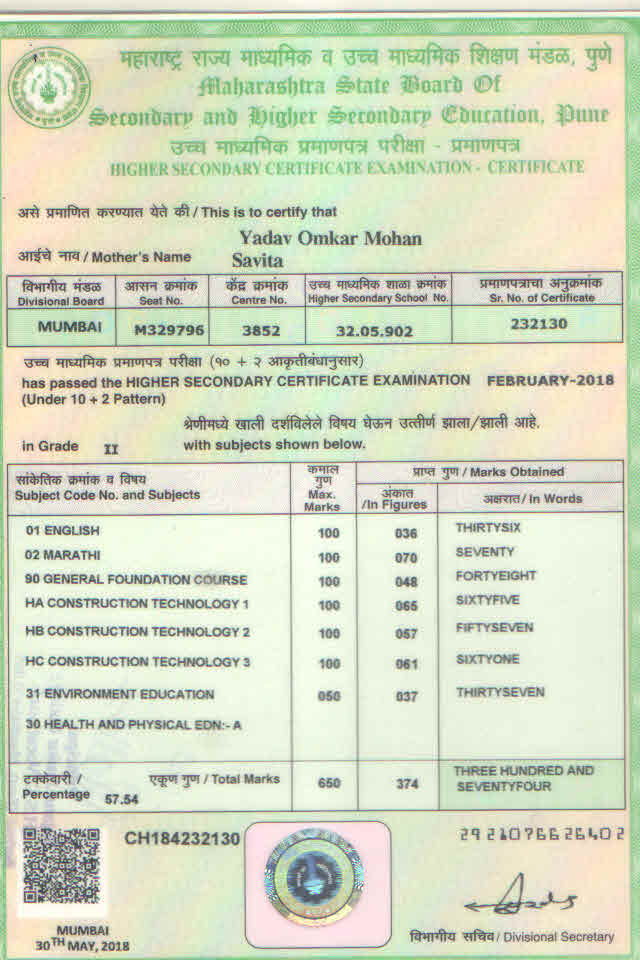 महाराष्ट्र राज्य माध्यमिक व उच्च माध्यमिक शिक्षण मंडळ, पुणे
Maharashtra State Board Of
Secondary and Higher Secondary Education, Pune
उच्च माध्यमिक प्रमाणपत्र परीक्षा - प्रमाणपत्र
HIGHER SECONDARY CERTIFICATE EXAMINATION - CERTIFICATE
असे प्रमाणित करण्यात येते की / This is to certify that
Yadav Omkar Mohan
आईचे नाव / Mother's Name Savita
विभागीय मंडळ आसन क्रमांक केंद्र क्रमांक उच्च माध्यमिक शाळा क्रमांक प्रमाणपत्राचा अनुक्रमांक
Divisional Board Seat No. Centre No. Higher Secondary School No. Sr. No. of Certificate
MUMBAI M329796 3852 32.05.902 232130
उच्च माध्यमिक प्रमाणपत्र परीक्षा (१० + २ आकृतीबंधानुसार)
has passed the HIGHER SECONDARY CERTIFICATE EXAMINATION FEBRUARY-2018
(Under 10 + 2 Pattern)
श्रेणीमध्ये खाली दर्शविलेले विषय घेऊन उत्तीर्ण झाला/झाली आहे.
in Grade II with subjects shown below.
सांकेतिक क्रमांक व विषय कमाल गुण प्राप्त गुण / Marks Obtained
Subject Code No. and Subjects Max. Marks अंकात /In Figures अक्षरात/ In Words
01 ENGLISH 100 036 THIRTYSIX
02 MARATHI 100 070 SEVENTY
90 GENERAL FOUNDATION COURSE 100 048 FORTYEIGHT
HA CONSTRUCTION TECHNOLOGY 1 100 065 SIXTYFIVE
HB CONSTRUCTION TECHNOLOGY 2 100 057 FIFTYSEVEN
HC CONSTRUCTION TECHNOLOGY 3 100 061 SIXTYONE
31 ENVIRONMENT EDUCATION 050 037 THIRTYSEVEN
30 HEALTH AND PHYSICAL EDN:- A
टक्केवारी / एकूण गुण / Total Marks 650 374 THREE HUNDRED AND
Percentage 57.54 SEVENTYFOUR
CH184232130
2921076626402
MUMBAI
30TH MAY, 2018
विभागीय सचिव / Divisional Secretary